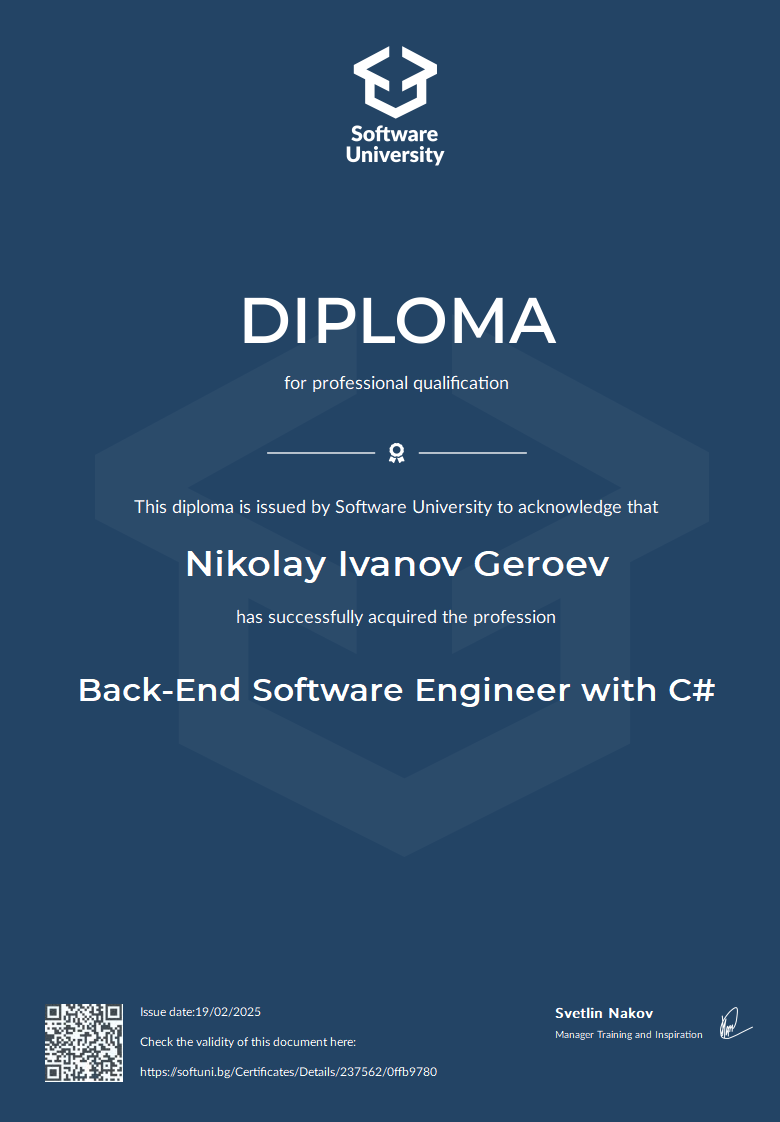 Software
University
DIPLOMA
for professional qualification
This diploma is issued by Software University to acknowledge that
Nikolay Ivanov Geroev
has successfully acquired the profession
Back-End Software Engineer with C#
Issue date:19/02/2025
Check the validity of this document here:
https://softuni.bg/Certificates/Details/237562/0ffb9780
Svetlin Nakov
Manager Training and Inspiration